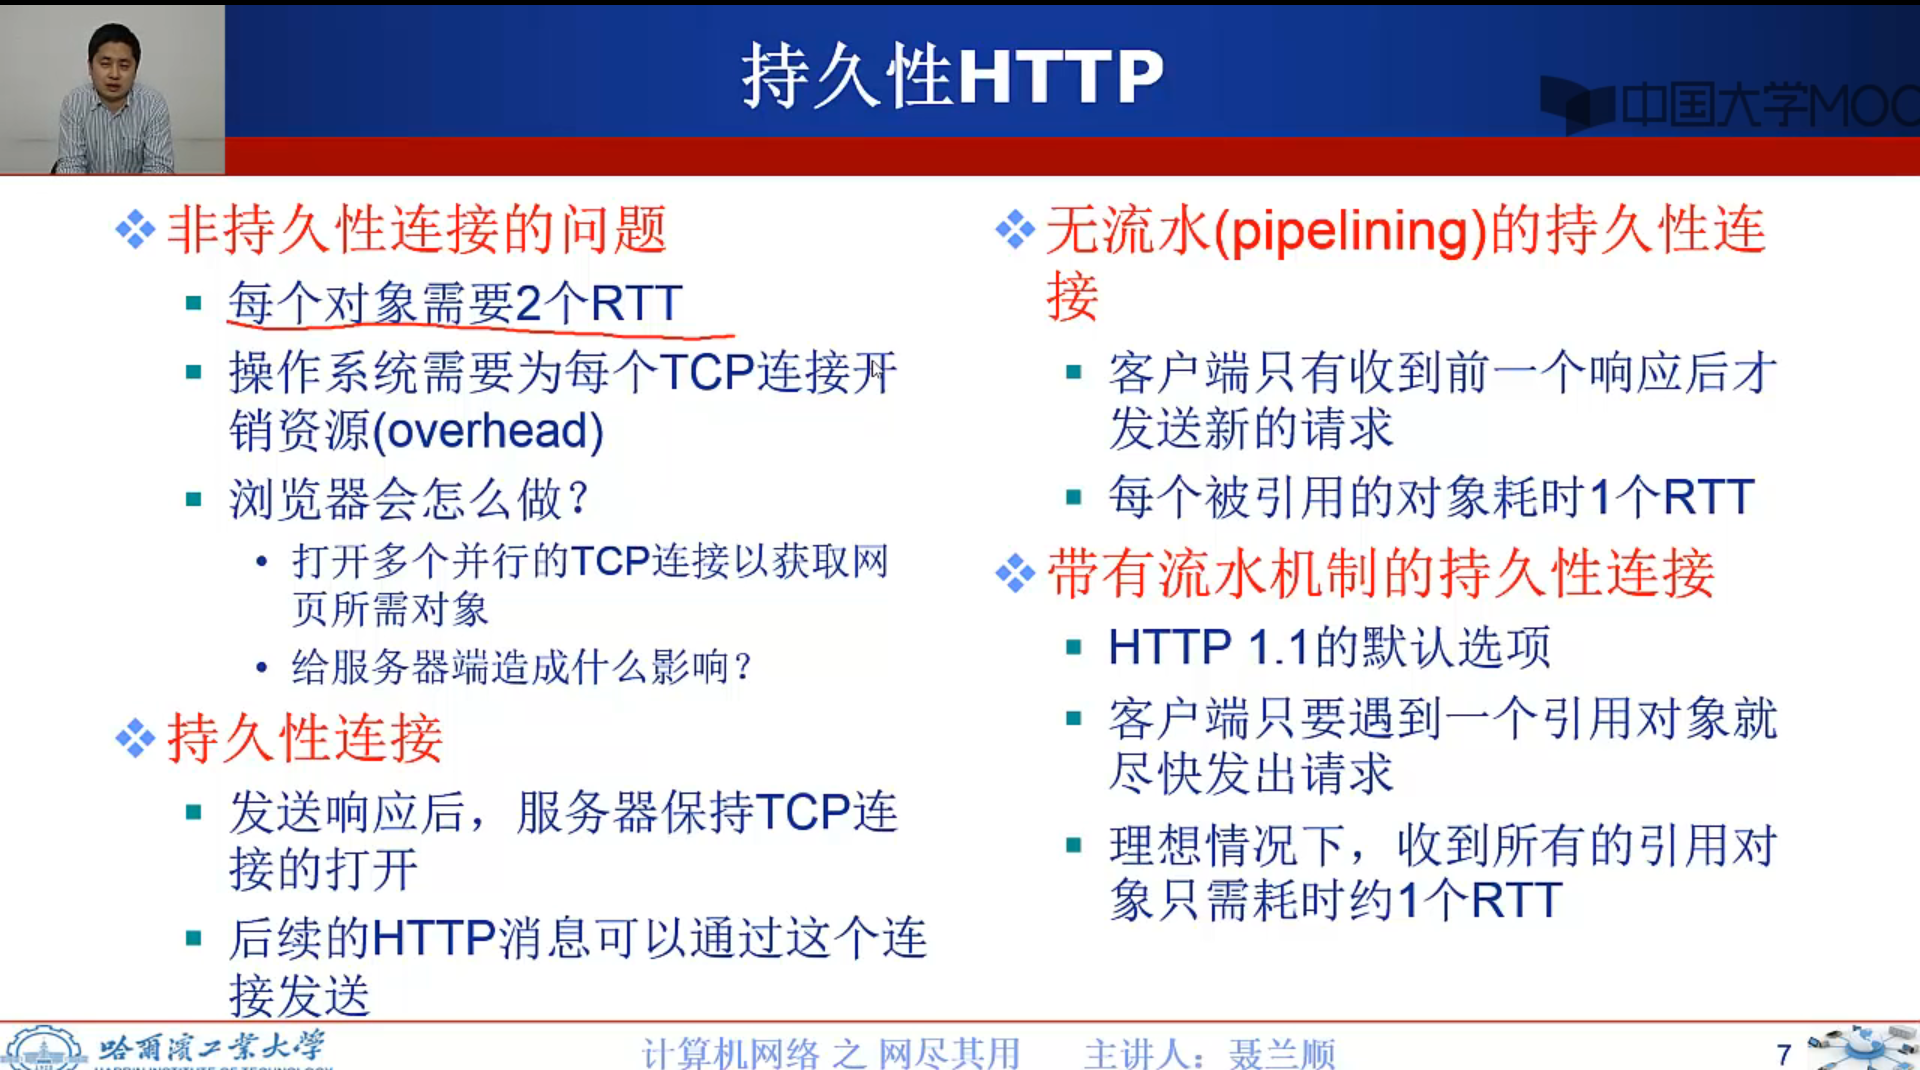 持久性HTTP
中国大学MOO
非持久性连接的问题
每个对象需要2个RTT
操作系统需要为每个TCP连接开
销资源(overhead)
浏览器会怎么做?
打开多个并行的TCP连接以获取网
页所需对象
给服务器端造成什么影响?
持久性连接
发送响应后，服务器保持TCP连
接的打开
后续的HTTP消息可以通过这个连
接发送
无流水(pipelining)的持久性连
接
客户端只有收到前一个响应后才
发送新的请求
每个被引用的对象耗时1个RTT
带有流水机制的持久性连接
HTTP 1.1的默认选项
客户端只要遇到一个引用对象就
尽快发出请求
理想情况下，收到所有的引用对
象只需耗时约1个RTT
哈爾濱工業大學
HARBIN INSTITUTE OF TECHNOLOGY
计算机网络 之 网尽其用 主讲人：聂兰顺
7